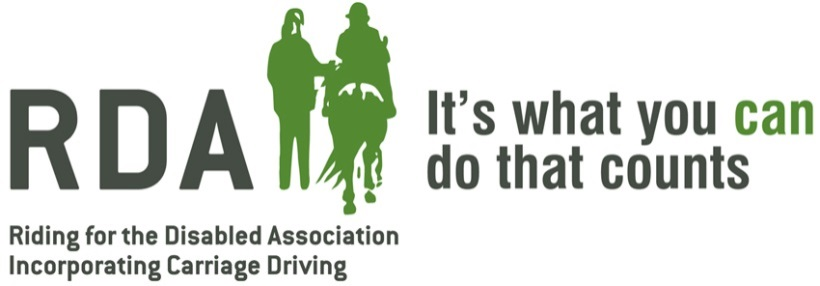 RDA
Riding for the Disabled Association
Incorporating Carriage Driving
It's what you can
do that counts